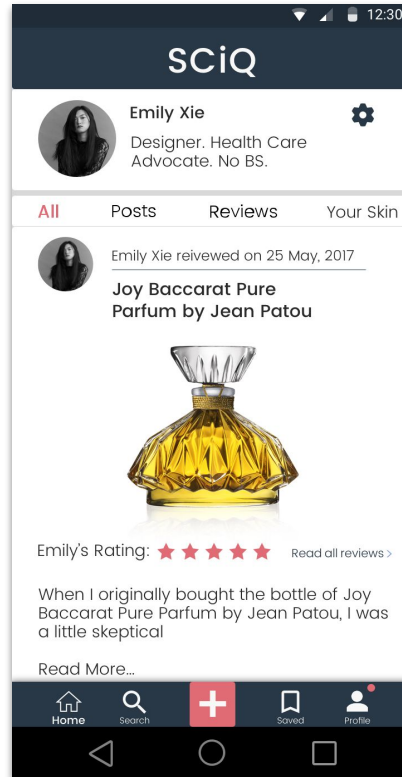 12:30
SCiQ
Emily Xie
Designer. Health Care
Advocate. No BS.
All Posts Reviews Your Skin
Emily Xie reivewed on 25 May, 2017
Joy Baccarat Pure
Parfum by Jean Patou
Emily's Rating: Read all reviews >
When I originally bought the bottle of Joy
Baccarat Pure Parfum by Jean Patou, I was
a little skeptical
Read More...
Home Search Saved Profile